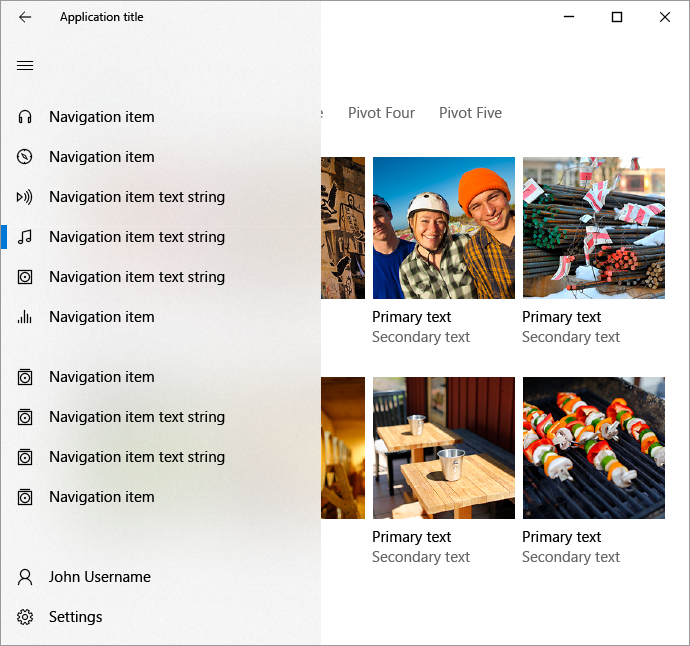 Application title
Navigation item
Navigation item
Navigation item text string
Navigation item text string
Navigation item text string
Navigation item
Navigation item
Navigation item text string
Navigation item text string
Navigation item
John Username
Settings
Pivot Four Pivot Five
Primary text Primary text
Secondary text Secondary text
Primary text Primary text
Secondary text Secondary text